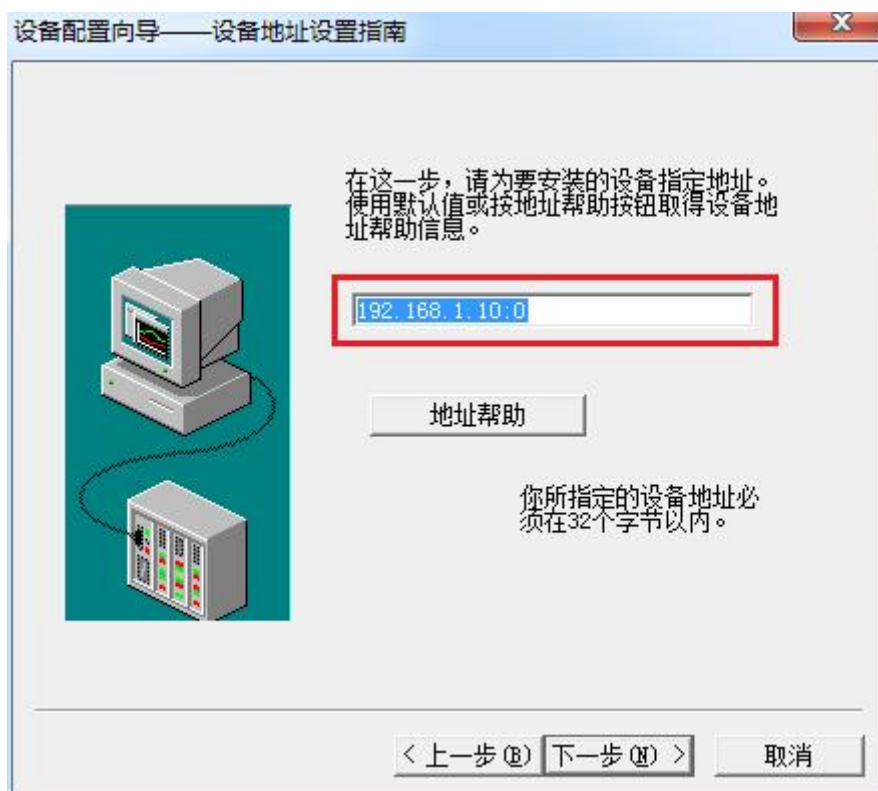 设备配置向导——设备地址设置指南
在这一步，请为要安装的设备指定地址。
使用默认值或按地址帮助按钮取得设备地
址帮助信息。
192.168.1.10:0
地址帮助
你所指定的设备地址必
须在32个字节以内。
<上一步(B) 下一步(N)> 取消